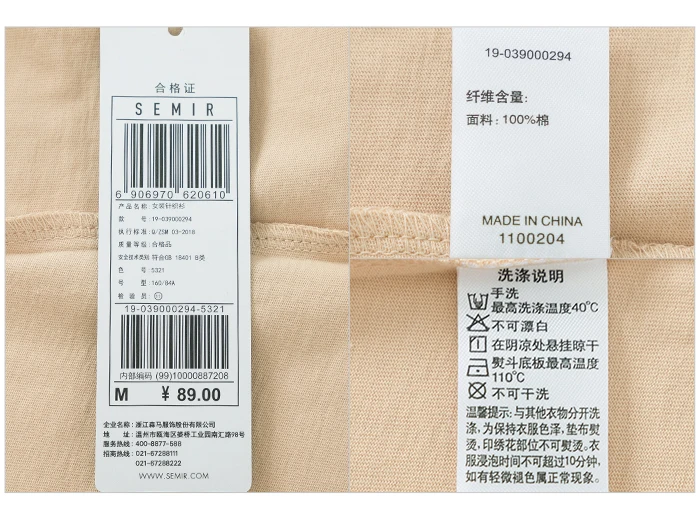 合格证
SEMIR
6 906970 620610
产品名称:女装针织衫
款 号:19-039000294
执行标准:Q/ZSM 03-2018
质量等级:合格品
安全技术类别:符合GB 18401 B类
色 号:5321
号 型:160/84A
检 验 员:
19-039000294-5321
内部编码 (99)10000887208
M ¥ 89.00
企业名称:浙江森马服饰股份有限公司
地 址:温州市瓯海区娄桥工业园南汇路98号
服务热线:400-8877-588
招商热线:021-67288111
021-67288222
WWW.SEMIR.COM
19-039000294
纤维含量:
面料:100%棉
MADE IN CHINA
1100204
洗涤说明
手洗
最高洗涤温度40℃
不可漂白
在阴凉处悬挂晾干
熨斗底板最高温度
110℃
不可干洗
温馨提示:与其他衣物分开洗
涤,为保持衣服色泽,垫布熨
烫,印绣花部位不可熨烫。衣
服浸泡时间不可超过10分钟,
如有轻微褪色属正常现象。